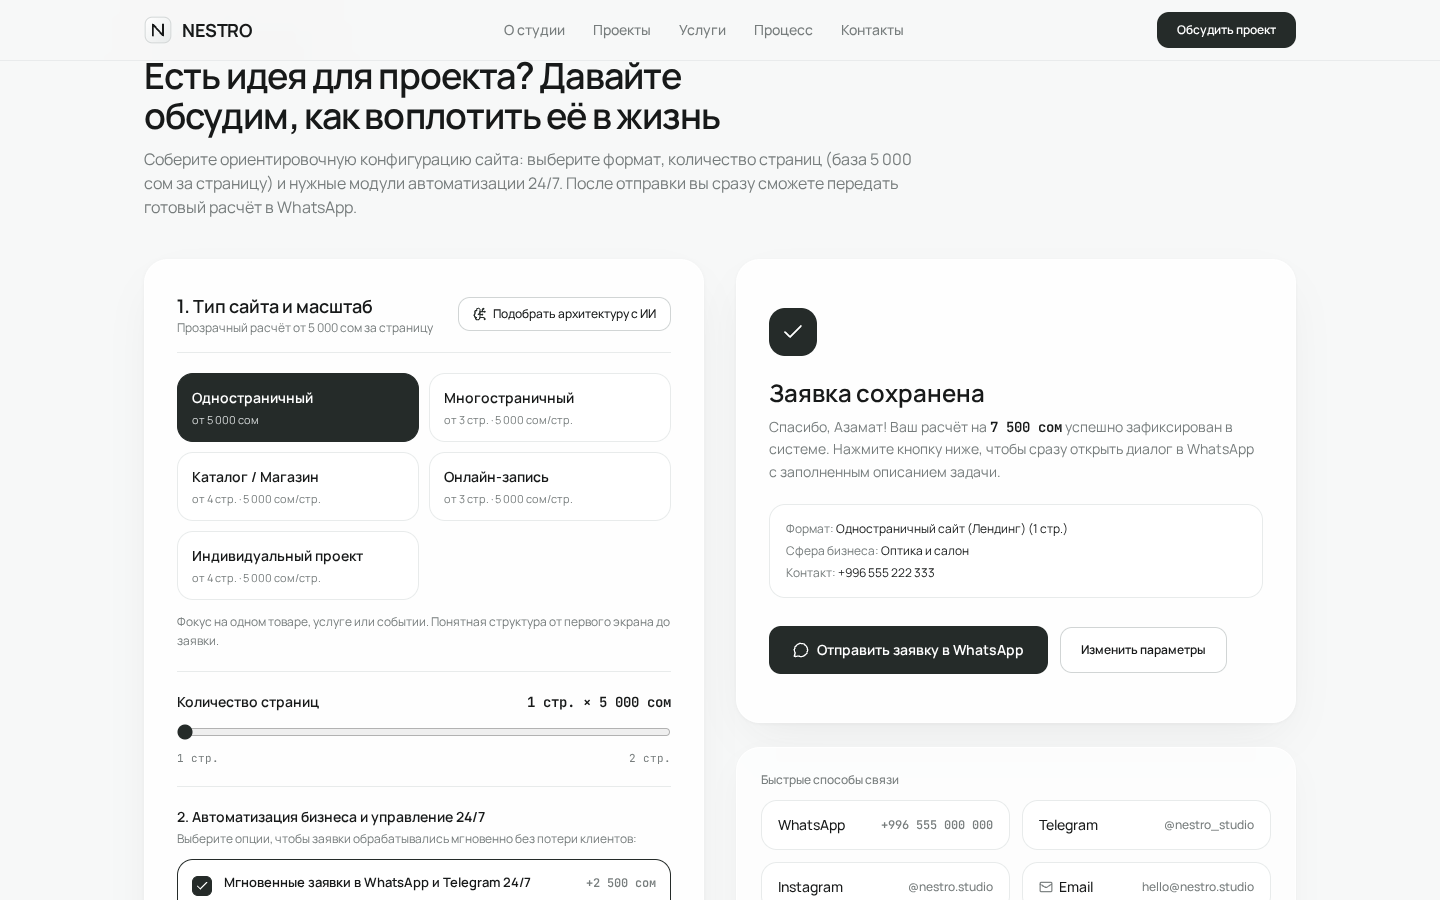 NESTRO
О студии
Проекты
Услуги
Процесс
Контакты
Обсудить проект
Есть идея для проекта? Давайте
обсудим, как воплотить её в жизнь
Соберите ориентировочную конфигурацию сайта: выберите формат, количество страниц (база 5 000
сом за страницу) и нужные модули автоматизации 24/7. После отправки вы сразу сможете передать
готовый расчёт в WhatsApp.
1. Тип сайта и масштаб
Прозрачный расчёт от 5 000 сом за страницу
Подобрать архитектуру с ИИ
Одностраничный
от 5 000 сом
Многостраничный
от 3 стр. · 5 000 сом/стр.
Каталог / Магазин
от 4 стр. · 5 000 сом/стр.
Онлайн-запись
от 3 стр. · 5 000 сом/стр.
Индивидуальный проект
от 4 стр. · 5 000 сом/стр.
Фокус на одном товаре, услуге или событии. Понятная структура от первого экрана до
заявки.
Количество страниц
1 стр. × 5 000 сом
1 стр.
2 стр.
2. Автоматизация бизнеса и управление 24/7
Выберите опции, чтобы заявки обрабатывались мгновенно без потери клиентов:
Мгновенные заявки в WhatsApp и Telegram 24/7
+2 500 сом
Заявка сохранена
Спасибо, Азамат! Ваш расчёт на 7 500 сом успешно зафиксирован в
системе. Нажмите кнопку ниже, чтобы сразу открыть диалог в WhatsApp
с заполненным описанием задачи.
Формат: Одностраничный сайт (Лендинг) (1 стр.)
Сфера бизнеса: Оптика и салон
Контакт: +996 555 222 333
Отправить заявку в WhatsApp
Изменить параметры
Быстрые способы связи
WhatsApp
+996 555 000 000
Telegram
@nestro_studio
Instagram
@nestro.studio
Email
hello@nestro.studio